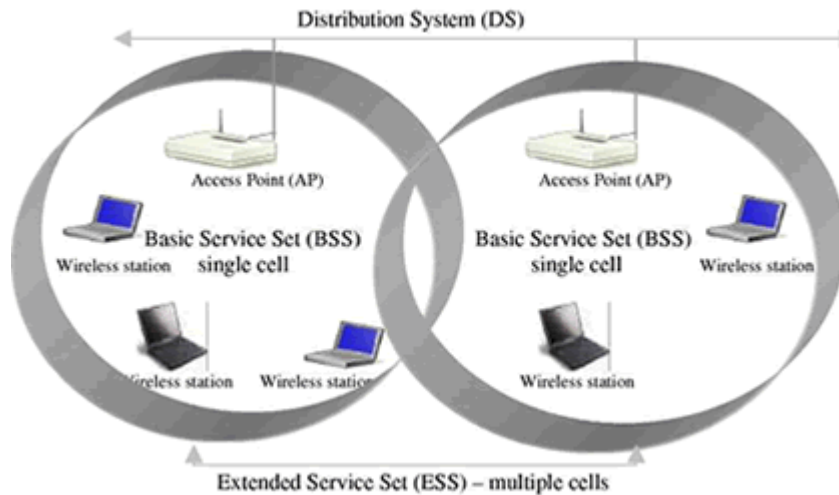 Distribution System (DS)
Access Point (AP)
Access Point (AP)
Basic Service Set (BSS)
single cell
Basic Service Set (BSS)
single cell
Wireless station
Wireless station
Wireless station
Wireless station
Wireless station
Extended Service Set (ESS) – multiple cells